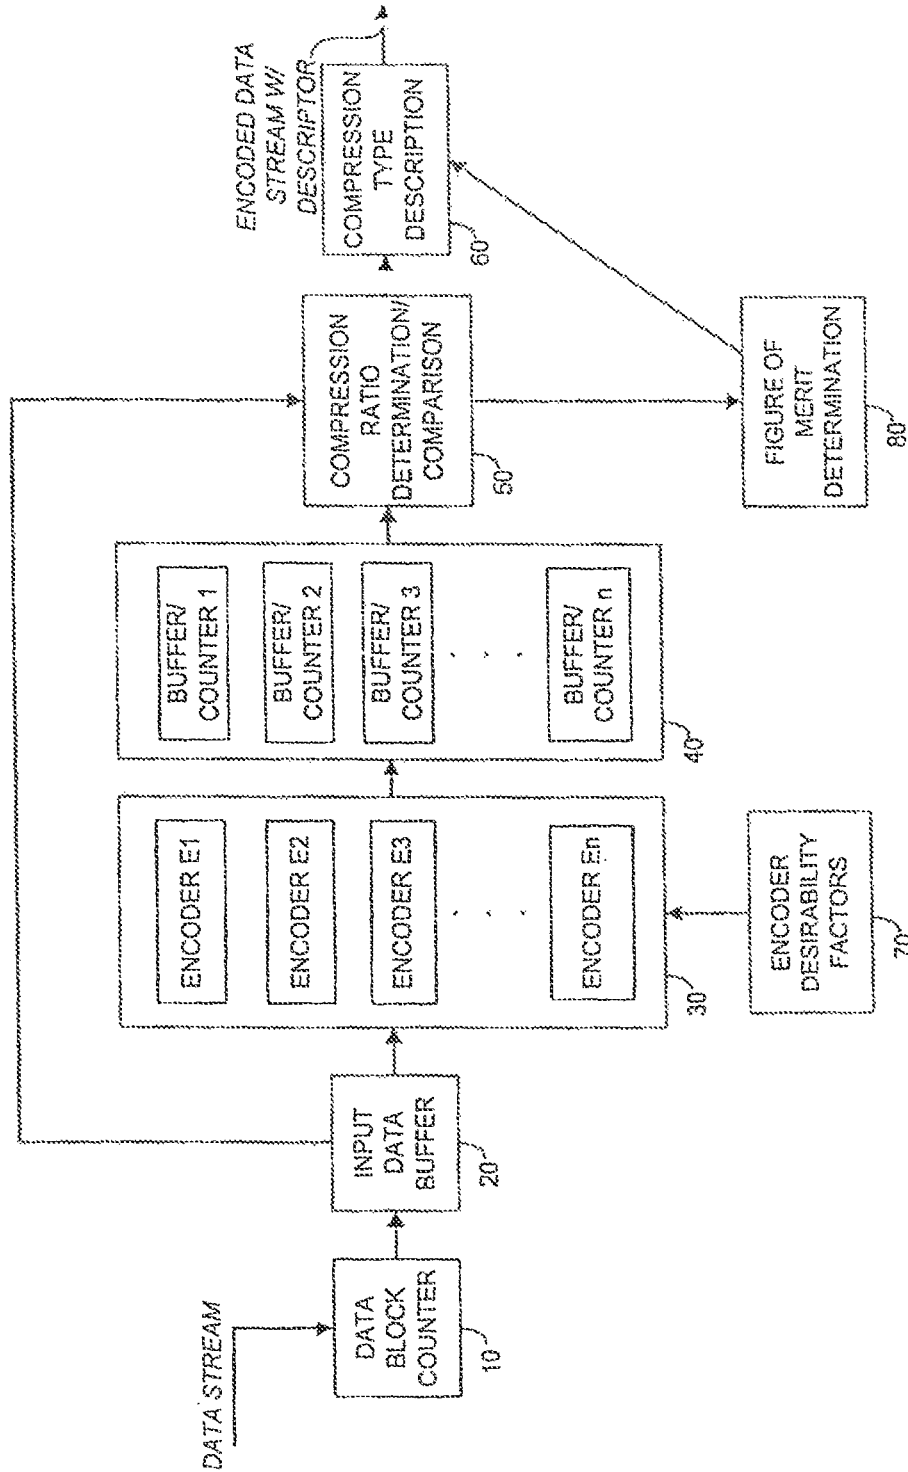 DATA STREAM
DATA
BLOCK
COUNTER
10
INPUT
DATA
BUFFER
20
ENCODER E1
ENCODER E2
ENCODER E3
. . .
ENCODER En
30
ENCODER
DESIRABILITY
FACTORS
70
BUFFER/
COUNTER 1
BUFFER/
COUNTER 2
BUFFER/
COUNTER 3
. . .
BUFFER/
COUNTER n
40
COMPRESSION
RATIO
DETERMINATION/
COMPARISON
50
FIGURE OF
MERIT
DETERMINATION
80
COMPRESSION
TYPE
DESCRIPTION
60
ENCODED DATA
STREAM W/
DESCRIPTOR